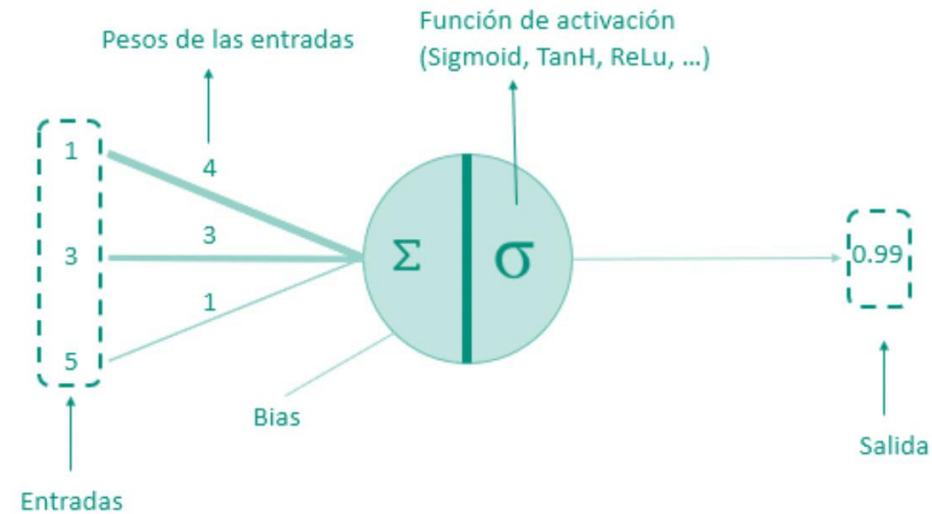 Función de activación
(Sigmoid, TanH, ReLu, ...)
Pesos de las entradas
1
4
3
3
Σ
σ
0.99
1
5
Bias
Salida
Entradas